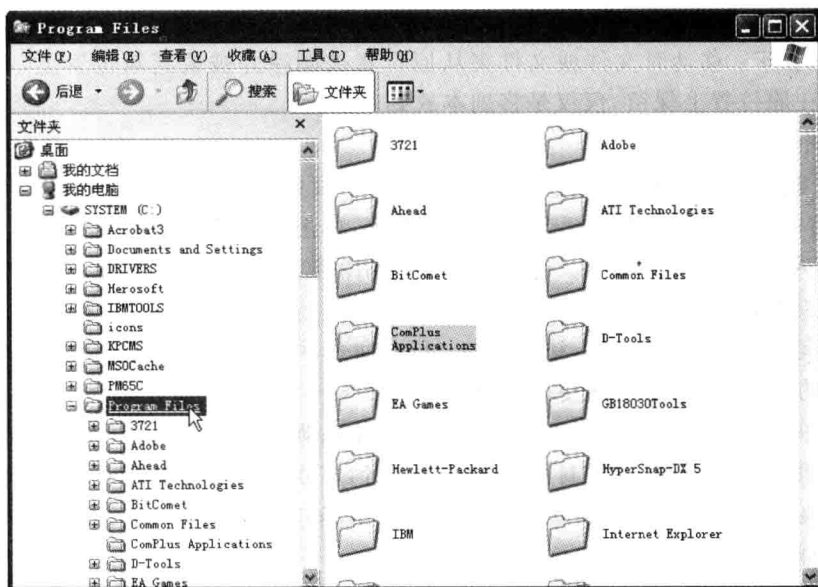 Program Files
文件(F) 编辑(E) 查看(V) 收藏(A) 工具(T) 帮助(H)
后退 搜索 文件夹
文件夹
桌面
我的文档
我的电脑
SYSTEM (C:)
Acrobat3
Documents and Settings
DRIVERS
Herosoft
IBMTOOLS
icons
KPCMS
MSOCache
PM65C
Program Files
3721
Adobe
Ahead
ATI Technologies
BitComet
Common Files
ComPlus Applications
D-Tools
EA Games
3721 Adobe
Ahead ATI Technologies
BitComet Common Files
ComPlus
Applications
D-Tools
EA Games GB18030Tools
Hewlett-Packard HyperSnap-DX 5
IBM Internet Explorer